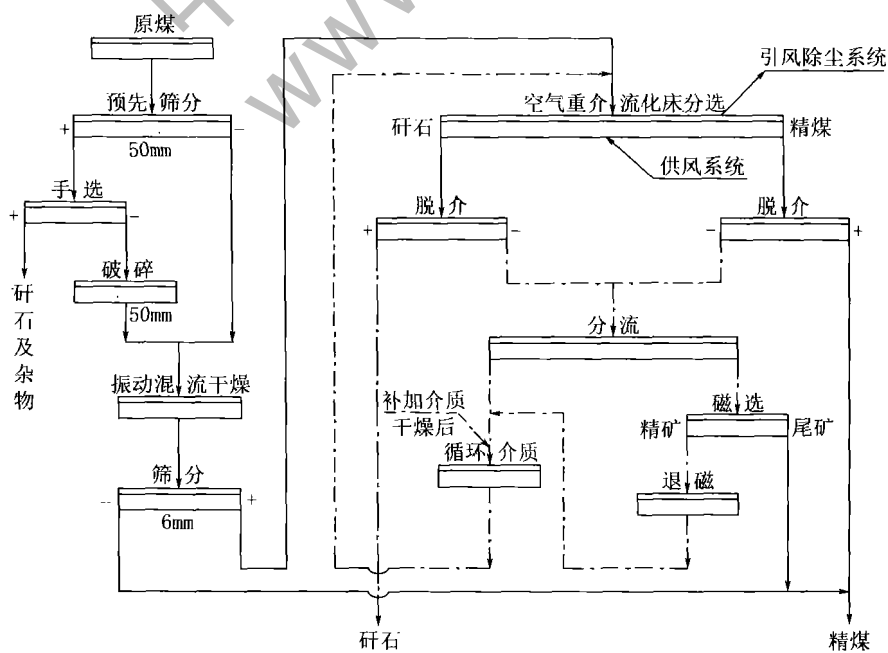 原煤
预先筛分
+
-
50mm
手选
+
-
矸石及杂物
破碎
50mm
振动混流干燥
筛分
-
+
6mm
引风除尘系统
空气重介流化床分选
矸石
精煤
供风系统
脱介
+
-
脱介
-
+
分流
补加介质
干燥后
循环介质
磁选
精矿
尾矿
退磁
矸石
精煤
www